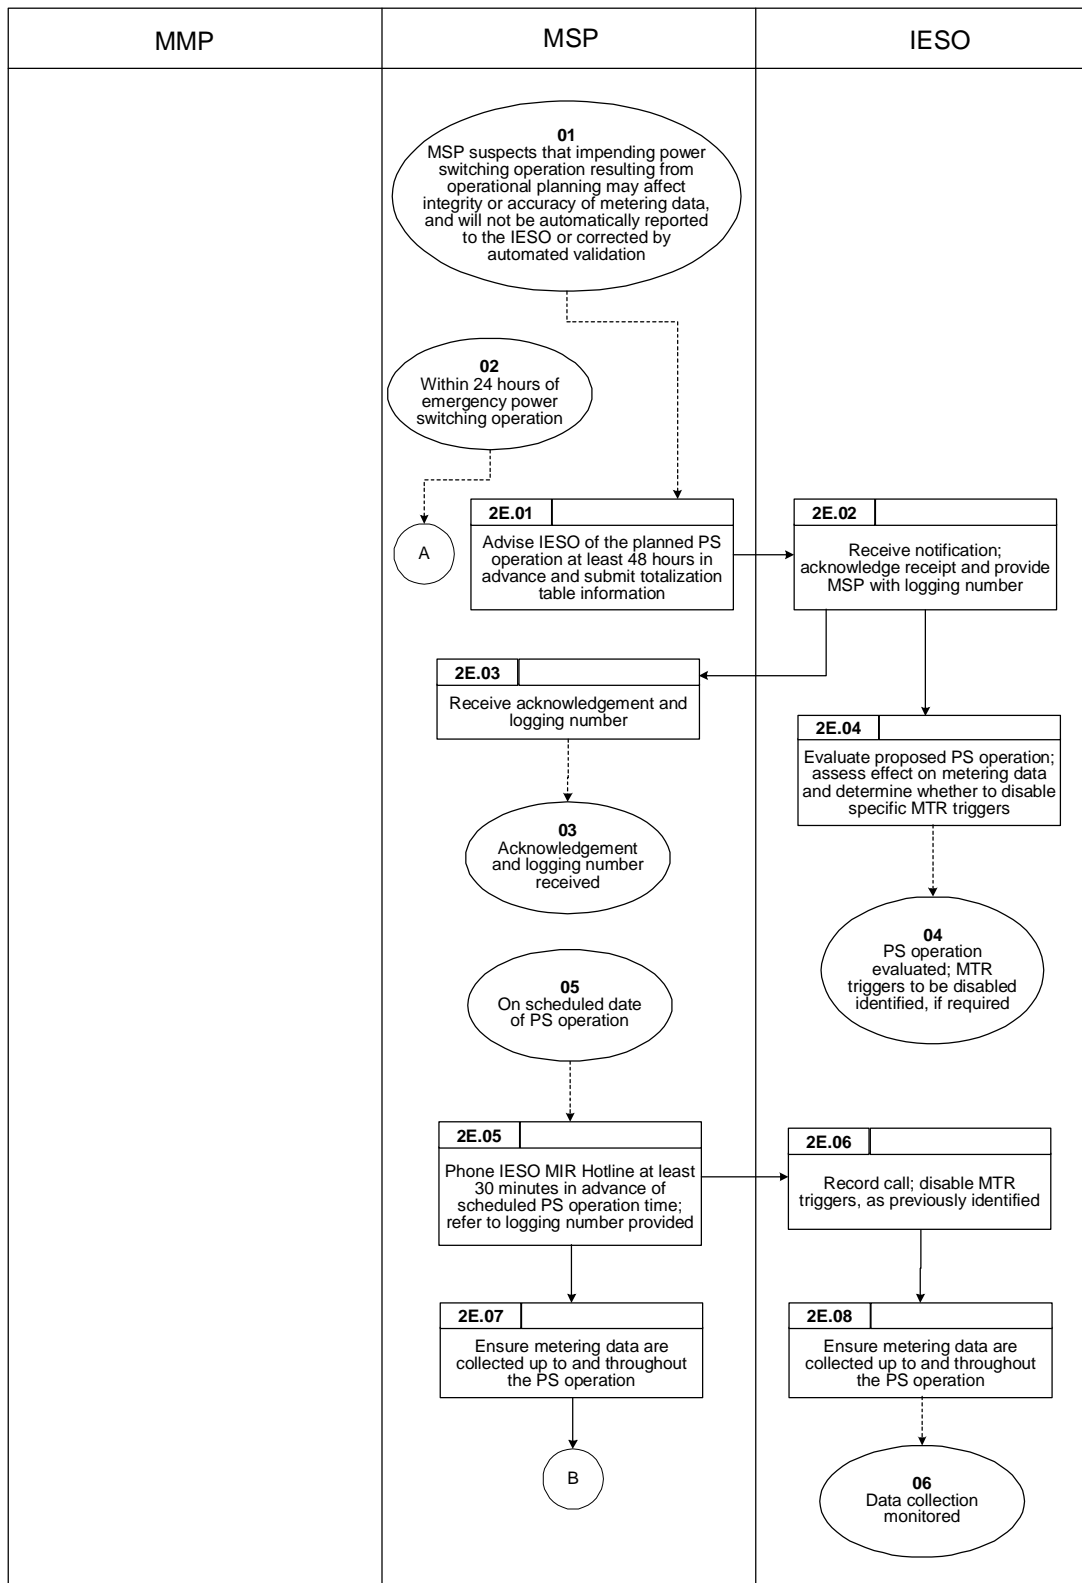 MMP
MSP
IESO
01
MSP suspects that impending power
switching operation resulting from
operational planning may affect
integrity or accuracy of metering data,
and will not be automatically reported
to the IESO or corrected by
automated validation
02
Within 24 hours of
emergency power
switching operation
A
2E.01
Advise IESO of the planned PS
operation at least 48 hours in
advance and submit totalization
table information
2E.02
Receive notification;
acknowledge receipt and provide
MSP with logging number
2E.03
Receive acknowledgement and
logging number
2E.04
Evaluate proposed PS operation;
assess effect on metering data
and determine whether to disable
specific MTR triggers
03
Acknowledgement
and logging number
received
04
PS operation
evaluated; MTR
triggers to be disabled
identified, if required
05
On scheduled date
of PS operation
2E.05
Phone IESO MIR Hotline at least
30 minutes in advance of
scheduled PS operation time;
refer to logging number provided
2E.06
Record call; disable MTR
triggers, as previously identified
2E.07
Ensure metering data are
collected up to and throughout
the PS operation
2E.08
Ensure metering data are
collected up to and throughout
the PS operation
B
06
Data collection
monitored